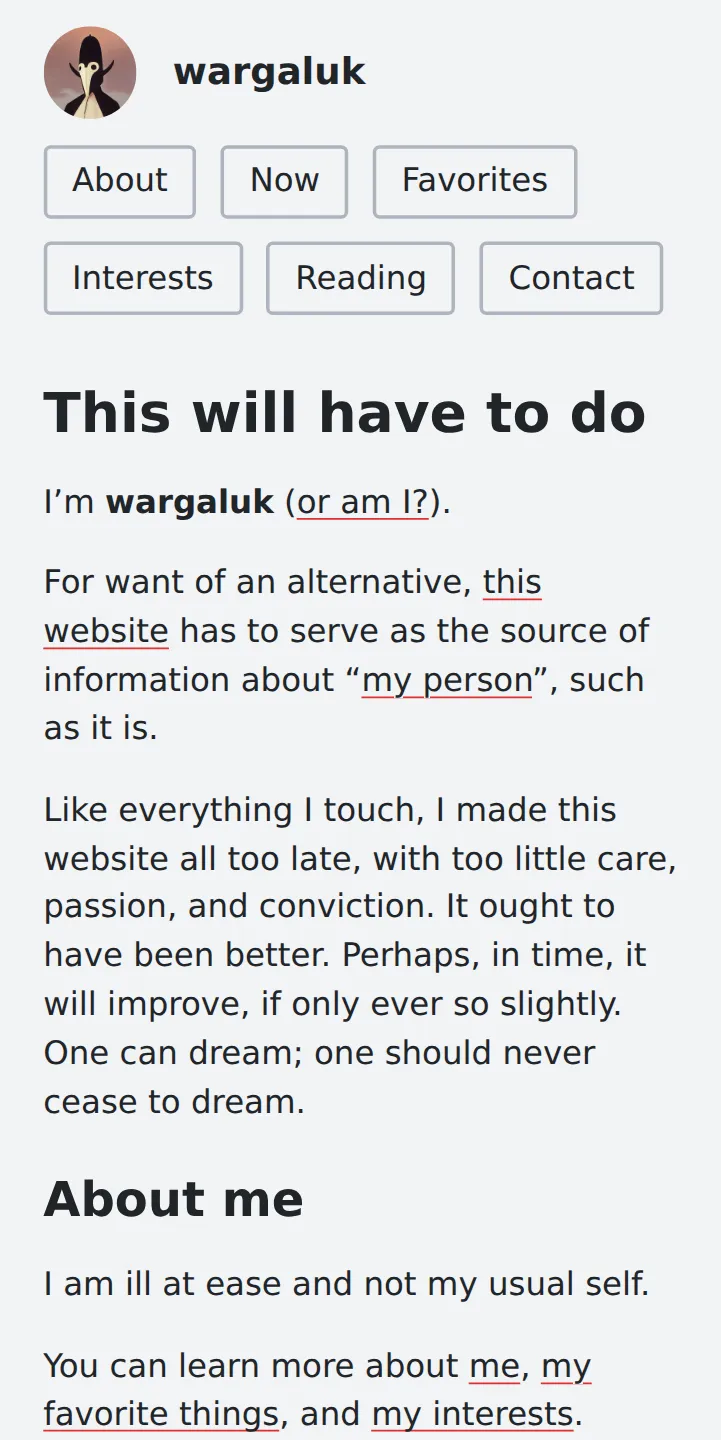 wargaluk
About Now Favorites
Interests Reading Contact
This will have to do
I’m wargaluk (or am I?).
For want of an alternative, this
website has to serve as the source of
information about “my person”, such
as it is.
Like everything I touch, I made this
website all too late, with too little care,
passion, and conviction. It ought to
have been better. Perhaps, in time, it
will improve, if only ever so slightly.
One can dream; one should never
cease to dream.
About me
I am ill at ease and not my usual self.
You can learn more about me, my
favorite things, and my interests.